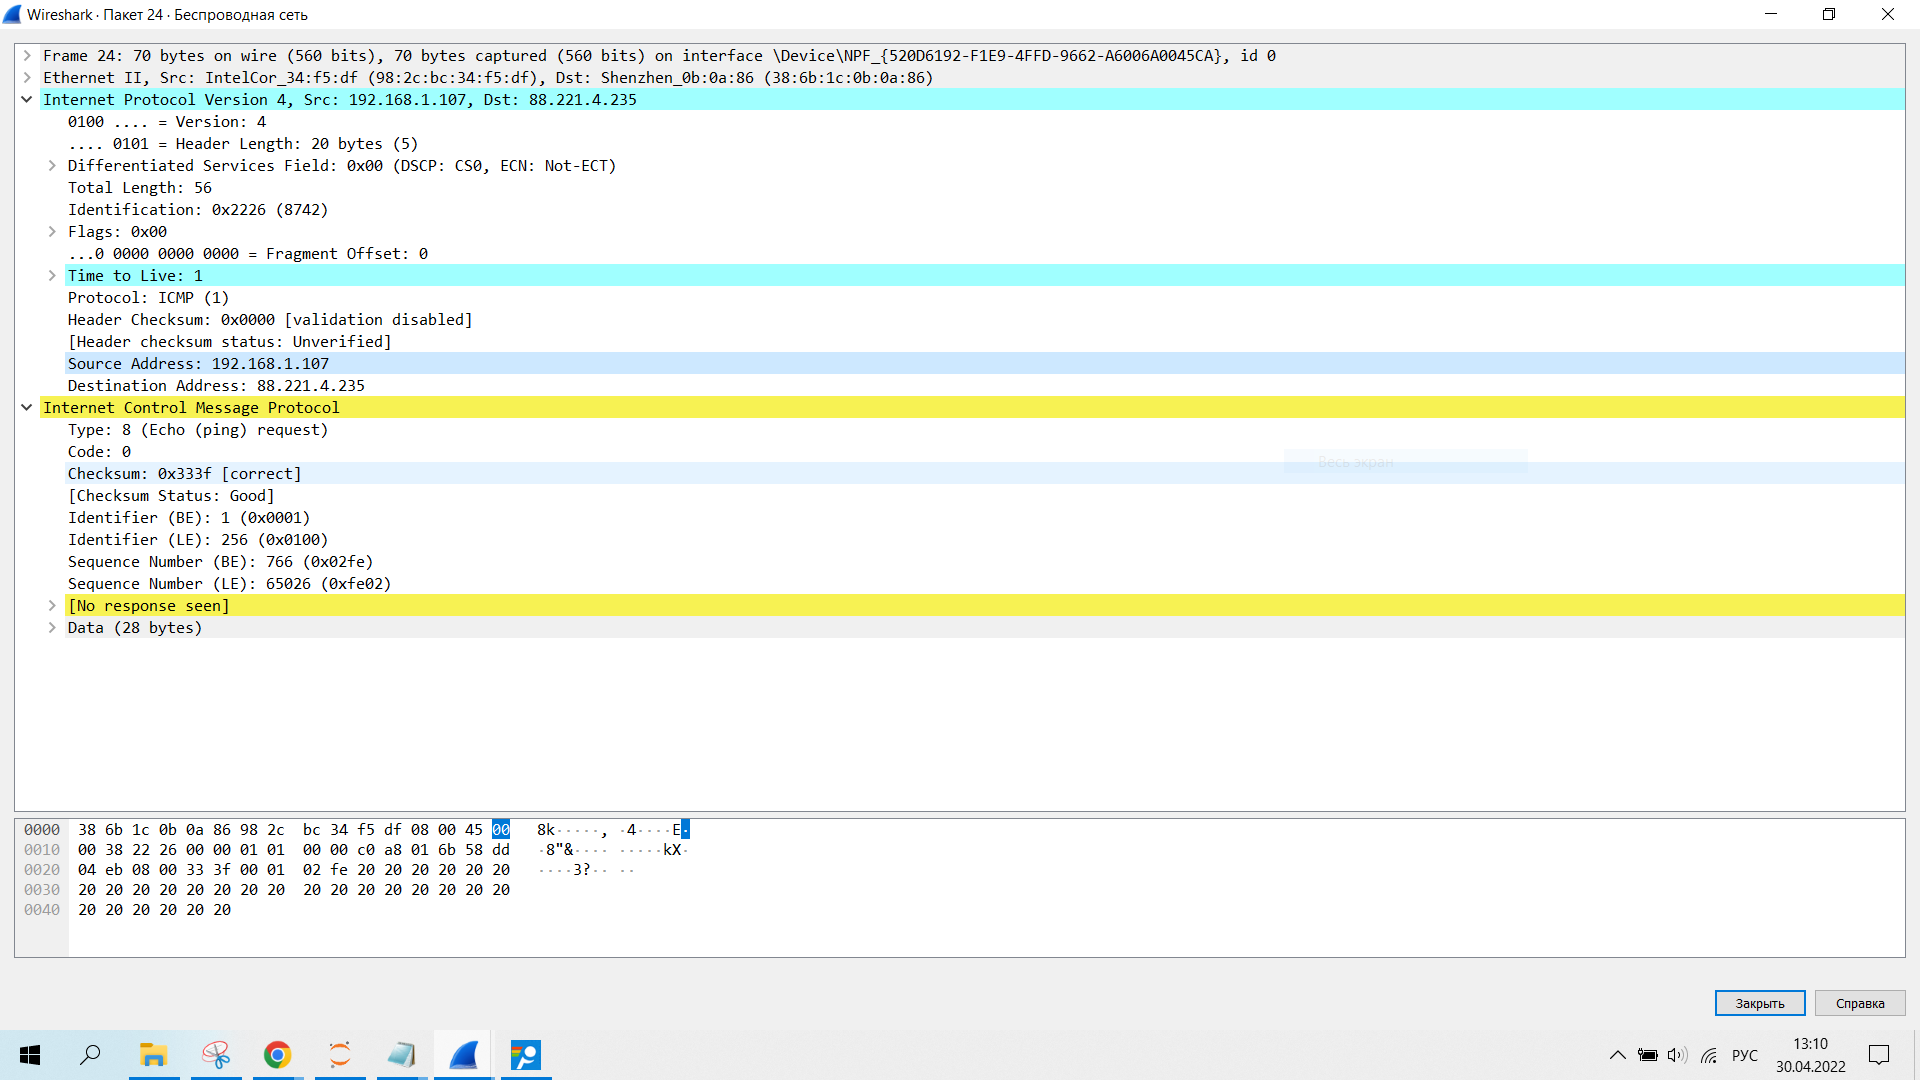 Wireshark · Пакет 24 · Беспроводная сеть
Frame 24: 70 bytes on wire (560 bits), 70 bytes captured (560 bits) on interface \Device\NPF_{520D6192-F1E9-4FFD-9662-A6006A0045CA}, id 0
Ethernet II, Src: IntelCor_34:f5:df (98:2c:bc:34:f5:df), Dst: Shenzhen_0b:0a:86 (38:6b:1c:0b:0a:86)
Internet Protocol Version 4, Src: 192.168.1.107, Dst: 88.221.4.235
0100 .... = Version: 4
.... 0101 = Header Length: 20 bytes (5)
Differentiated Services Field: 0x00 (DSCP: CS0, ECN: Not-ECT)
Total Length: 56
Identification: 0x2226 (8742)
Flags: 0x00
...0 0000 0000 0000 = Fragment Offset: 0
Time to Live: 1
Protocol: ICMP (1)
Header Checksum: 0x0000 [validation disabled]
[Header checksum status: Unverified]
Source Address: 192.168.1.107
Destination Address: 88.221.4.235
Internet Control Message Protocol
Type: 8 (Echo (ping) request)
Code: 0
Весь экран
Checksum: 0x333f [correct]
[Checksum Status: Good]
Identifier (BE): 1 (0x0001)
Identifier (LE): 256 (0x0100)
Sequence Number (BE): 766 (0x02fe)
Sequence Number (LE): 65026 (0xfe02)
[No response seen]
Data (28 bytes)
0000 38 6b 1c 0b 0a 86 98 2c bc 34 f5 df 08 00 45 00 8k·····, ·4····E·
0010 00 38 22 26 00 00 01 01 00 00 c0 a8 01 6b 58 dd ·8"&···· ·····kX·
0020 04 eb 08 00 33 3f 00 01 02 fe 20 20 20 20 20 20 ····3?·· ··
0030 20 20 20 20 20 20 20 20 20 20 20 20 20 20 20 20
0040 20 20 20 20 20 20
Закрыть
Справка
РУС
13:10
30.04.2022